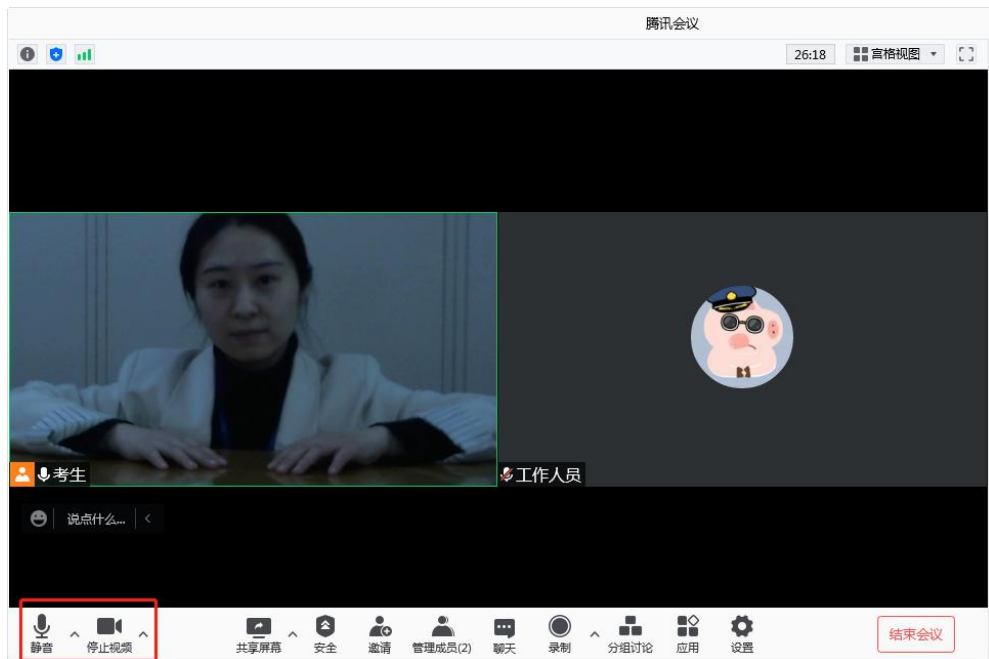 腾讯会议
26:18 宫格视图
考生
工作人员
说点什么...
静音 停止视频 共享屏幕 安全 邀请 管理成员(2) 聊天 录制 分组讨论 应用 设置 结束会议